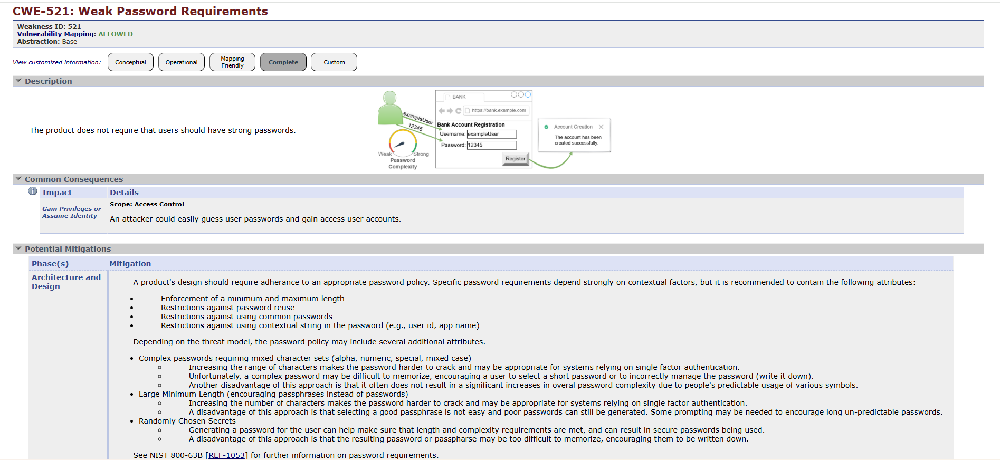 CWE-521: Weak Password Requirements
Weakness ID: 521
Vulnerability Mapping: ALLOWED
Abstraction: Base
View customized information:
Conceptual
Operational
Mapping
Friendly
Complete
Custom
Description
The product does not require that users should have strong passwords.
exampleUser
12345
Weak
Strong
Password
Complexity
BANK
https://bank.example.com
Bank Account Registration
Username: exampleUser
Password: 12345
Register
Account Creation
The account has been
created successfully.
Common Consequences
Impact Details
Gain Privileges or
Assume Identity
Scope: Access Control
An attacker could easily guess user passwords and gain access user accounts.
Potential Mitigations
Phase(s) Mitigation
Architecture and
Design
A product's design should require adherance to an appropriate password policy. Specific password requirements depend strongly on contextual factors, but it is recommended to contain the following attributes:
• Enforcement of a minimum and maximum length
• Restrictions against password reuse
• Restrictions against using common passwords
• Restrictions against using contextual string in the password (e.g., user id, app name)
Depending on the threat model, the password policy may include several additional attributes.
• Complex passwords requiring mixed character sets (alpha, numeric, special, mixed case)
◦ Increasing the range of characters makes the password harder to crack and may be appropriate for systems relying on single factor authentication.
◦ Unfortunately, a complex password may be difficult to memorize, encouraging a user to select a short password or to incorrectly manage the password (write it down).
◦ Another disadvantage of this approach is that it often does not result in a significant increases in overal password complexity due to people's predictable usage of various symbols.
• Large Minimum Length (encouraging passphrases instead of passwords)
◦ Increasing the number of characters makes the password harder to crack and may be appropriate for systems relying on single factor authentication.
◦ A disadvantage of this approach is that selecting a good passphrase is not easy and poor passwords can still be generated. Some prompting may be needed to encourage long un-predictable passwords.
• Randomly Chosen Secrets
◦ Generating a password for the user can help make sure that length and complexity requirements are met, and can result in secure passwords being used.
◦ A disadvantage of this approach is that the resulting password or passpharse may be too difficult to memorize, encouraging them to be written down.
See NIST 800-63B [REF-1053] for further information on password requirements.